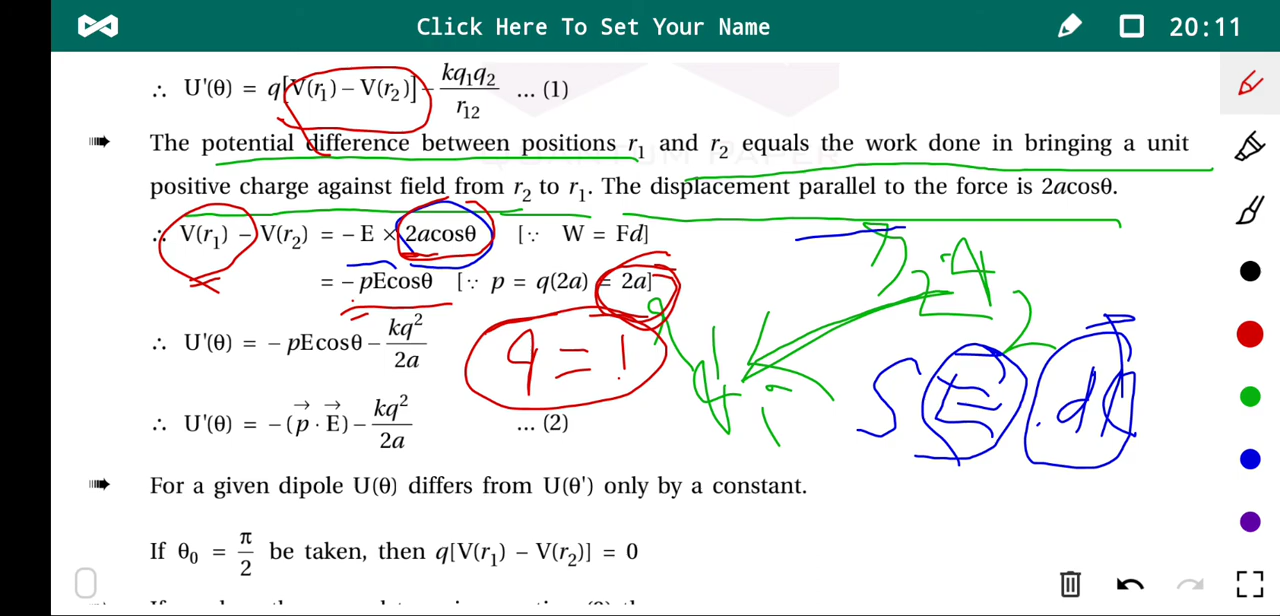 Click Here To Set Your Name
20:11
∴ U'(θ) = q[V(r₁) – V(r₂)] – kq₁q₂/r₁₂ ... (1)
The potential difference between positions r₁ and r₂ equals the work done in bringing a unit
positive charge against field from r₂ to r₁. The displacement parallel to the force is 2acosθ.
∴ V(r₁) – V(r₂) = – E × 2acosθ [∵ W = Fd]
= – pEcosθ [∵ p = q(2a) = 2a]
q = 1
∴ U'(θ) = – pEcosθ – kq²/2a
∴ U'(θ) = –(p⃗ · E⃗) – kq²/2a ... (2)
For a given dipole U(θ) differs from U(θ') only by a constant.
If θ₀ = π/2 be taken, then q[V(r₁) – V(r₂)] = 0